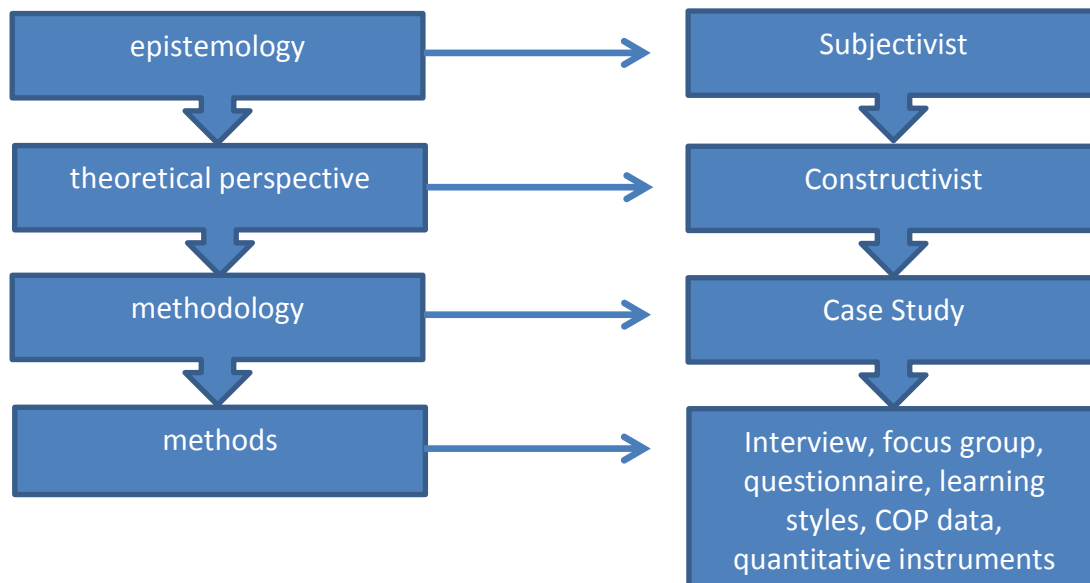 epistemology
Subjectivist
theoretical perspective
Constructivist
methodology
Case Study
methods
Interview, focus group,
questionnaire, learning
styles, COP data,
quantitative instruments